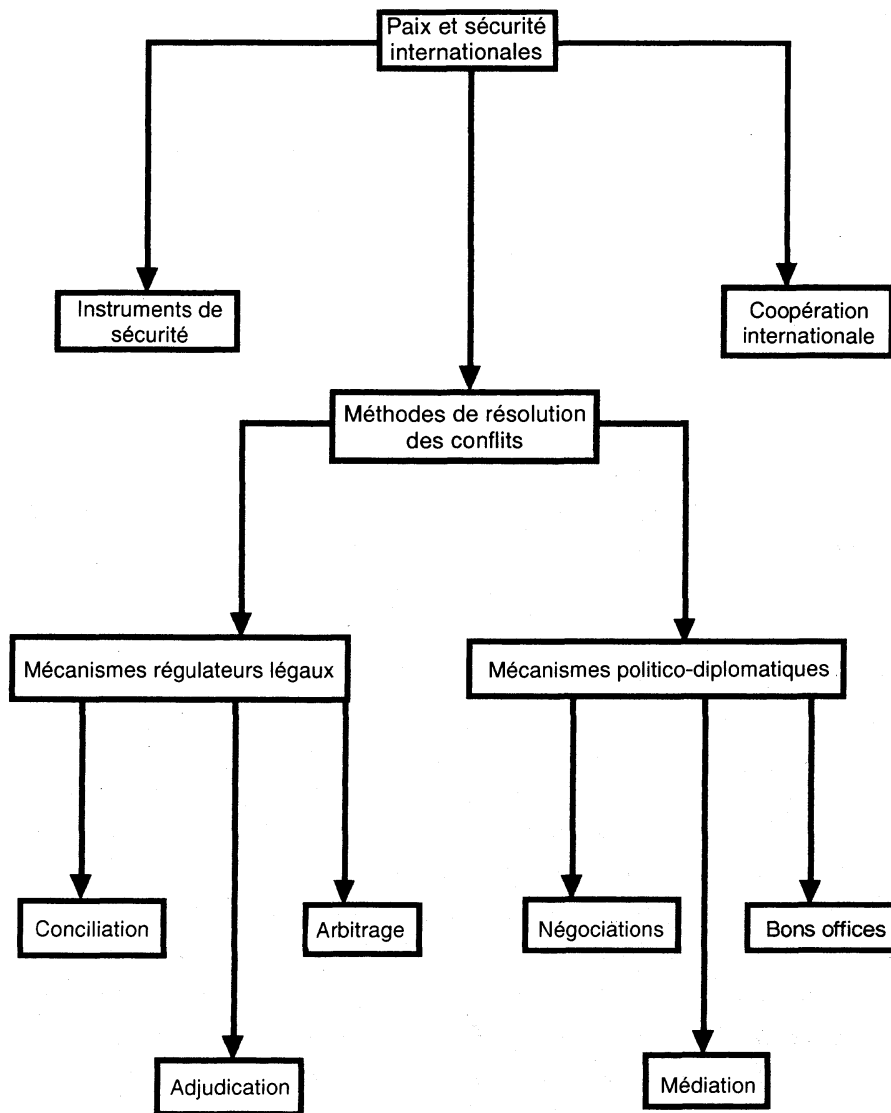 Paix et sécurité
internationales
Instruments de
sécurité
Coopération
internationale
Méthodes de résolution
des conflits
Mécanismes régulateurs légaux
Mécanismes politico-diplomatiques
Conciliation
Arbitrage
Négociations
Bons offices
Adjudication
Médiation